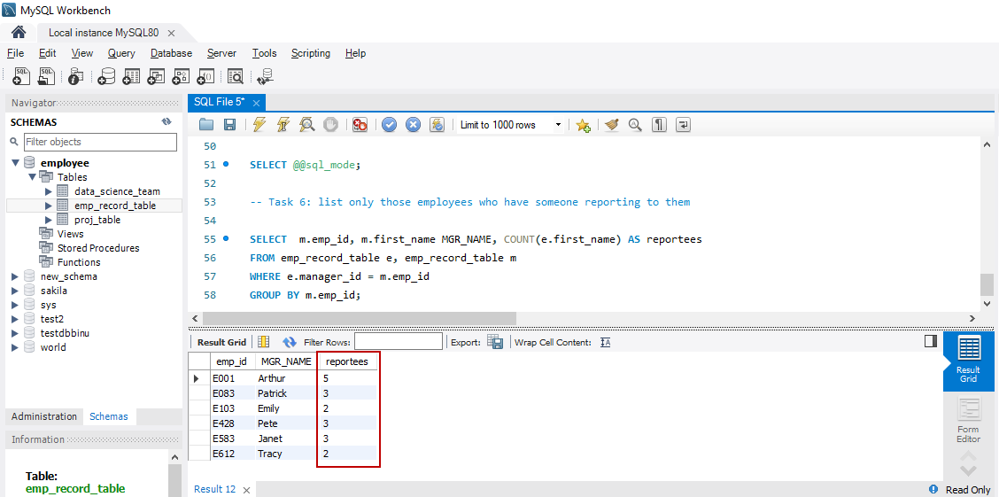 MySQL Workbench
Local instance MySQL80
File Edit View Query Database Server Tools Scripting Help
Navigator
SCHEMAS
Filter objects
employee
Tables
data_science_team
emp_record_table
proj_table
Views
Stored Procedures
Functions
new_schema
sakila
sys
test2
testdbbinu
world
Administration Schemas
Information
Table:
emp_record_table
SQL File 5*
Limit to 1000 rows
50
51 SELECT @@sql_mode;
52
53 -- Task 6: list only those employees who have someone reporting to them
54
55 SELECT  m.emp_id, m.first_name MGR_NAME, COUNT(e.first_name) AS reportees
56 FROM emp_record_table e, emp_record_table m
57 WHERE e.manager_id = m.emp_id
58 GROUP BY m.emp_id;
Result Grid Filter Rows: Export: Wrap Cell Content:
emp_id MGR_NAME reportees
E001 Arthur 5
E083 Patrick 3
E103 Emily 2
E428 Pete 3
E583 Janet 3
E612 Tracy 2
Result
Grid
Form
Editor
Result 12
Read Only